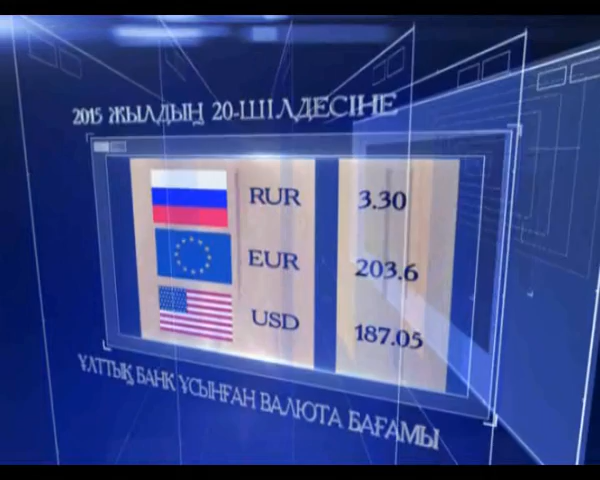 2015 ЖЫЛДЫҢ 20-ШІЛДЕСІНЕ
RUR 3.30
EUR 203.6
USD 187.05
ҰЛТТЫҚ БАНК ҰСЫНҒАН ВАЛЮТА БАҒАМЫ